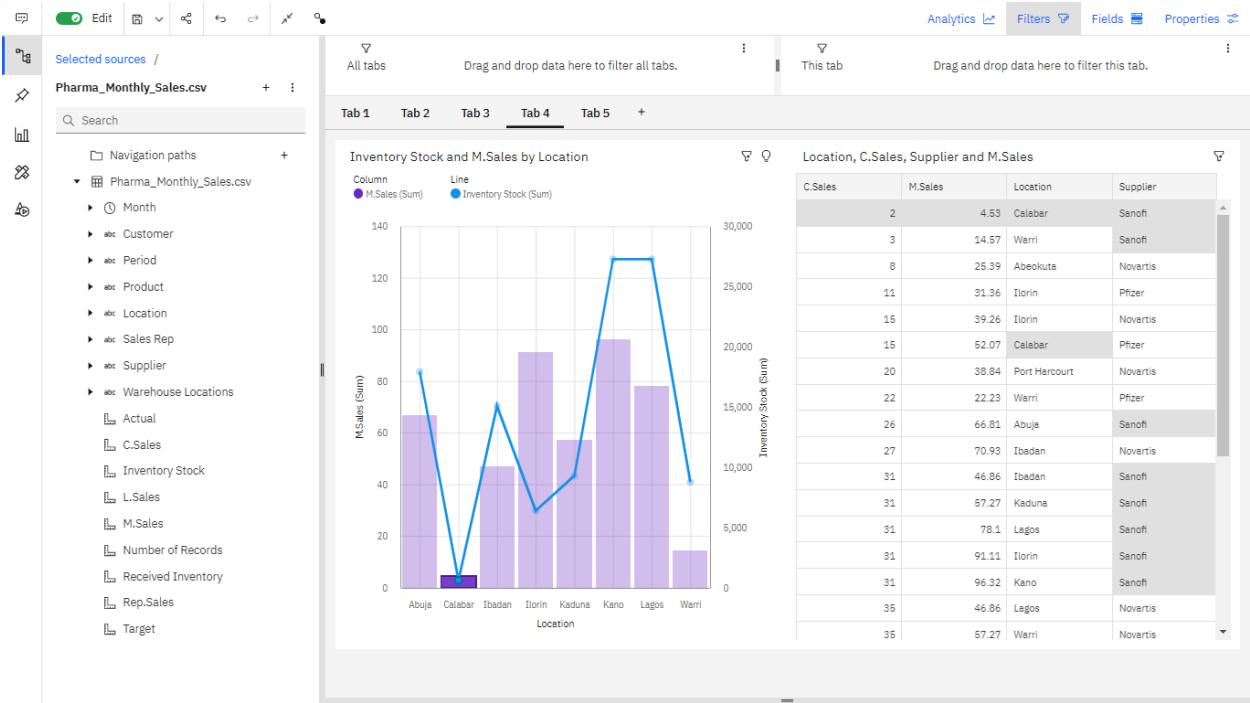 Edit
Analytics
Filters
Fields
Properties
Selected sources /
Pharma_Monthly_Sales.csv
Search
Navigation paths
Pharma_Monthly_Sales.csv
Month
abc Customer
abc Period
abc Product
abc Location
abc Sales Rep
abc Supplier
abc Warehouse Locations
Actual
C.Sales
Inventory Stock
L.Sales
M.Sales
Number of Records
Received Inventory
Rep.Sales
Target
All tabs
Drag and drop data here to filter all tabs.
This tab
Drag and drop data here to filter this tab.
Tab 1 Tab 2 Tab 3 Tab 4 Tab 5 +
Inventory Stock and M.Sales by Location
Column Line
M.Sales (Sum) Inventory Stock (Sum)
140
120
100
80
60
40
20
0
M.Sales (Sum)
30,000
25,000
20,000
15,000
10,000
5,000
0
Inventory Stock (Sum)
Abuja Calabar Ibadan Ilorin Kaduna Kano Lagos Warri
Location
Location, C.Sales, Supplier and M.Sales
C.Sales M.Sales Location Supplier
2 4.53 Calabar Sanofi
3 14.57 Warri Sanofi
8 25.39 Abeokuta Novartis
11 31.36 Ilorin Pfizer
15 39.26 Ilorin Novartis
15 52.07 Calabar Pfizer
20 38.84 Port Harcourt Novartis
22 22.23 Warri Pfizer
26 66.81 Abuja Sanofi
27 70.93 Ibadan Novartis
31 46.86 Ibadan Sanofi
31 57.27 Kaduna Sanofi
31 78.1 Lagos Sanofi
31 91.11 Ilorin Sanofi
31 96.32 Kano Sanofi
35 46.86 Lagos Novartis
35 57.27 Warri Novartis